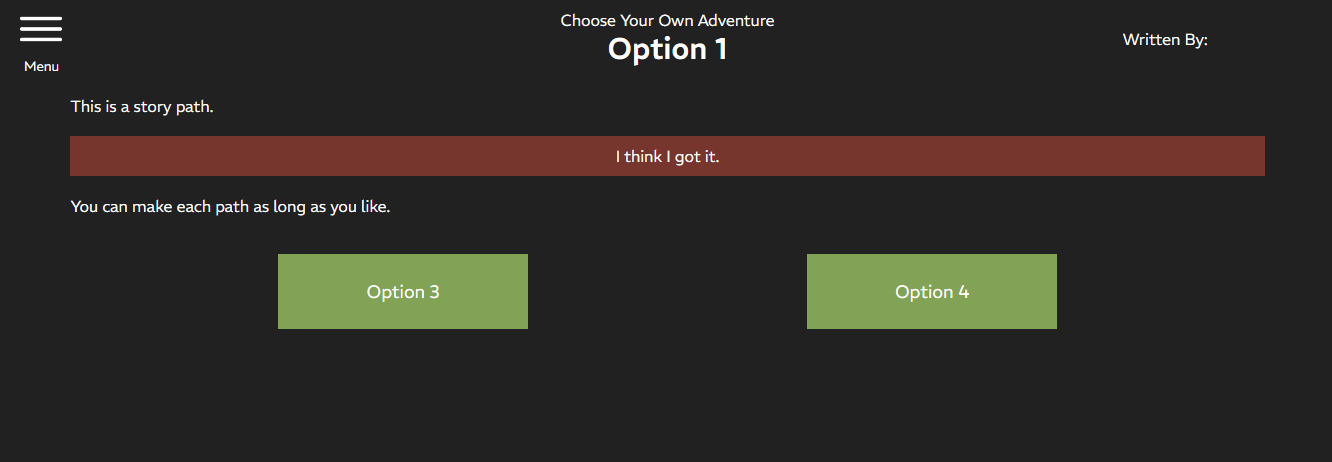 Choose Your Own Adventure
Option 1
Written By:
Menu
This is a story path.
I think I got it.
You can make each path as long as you like.
Option 3
Option 4